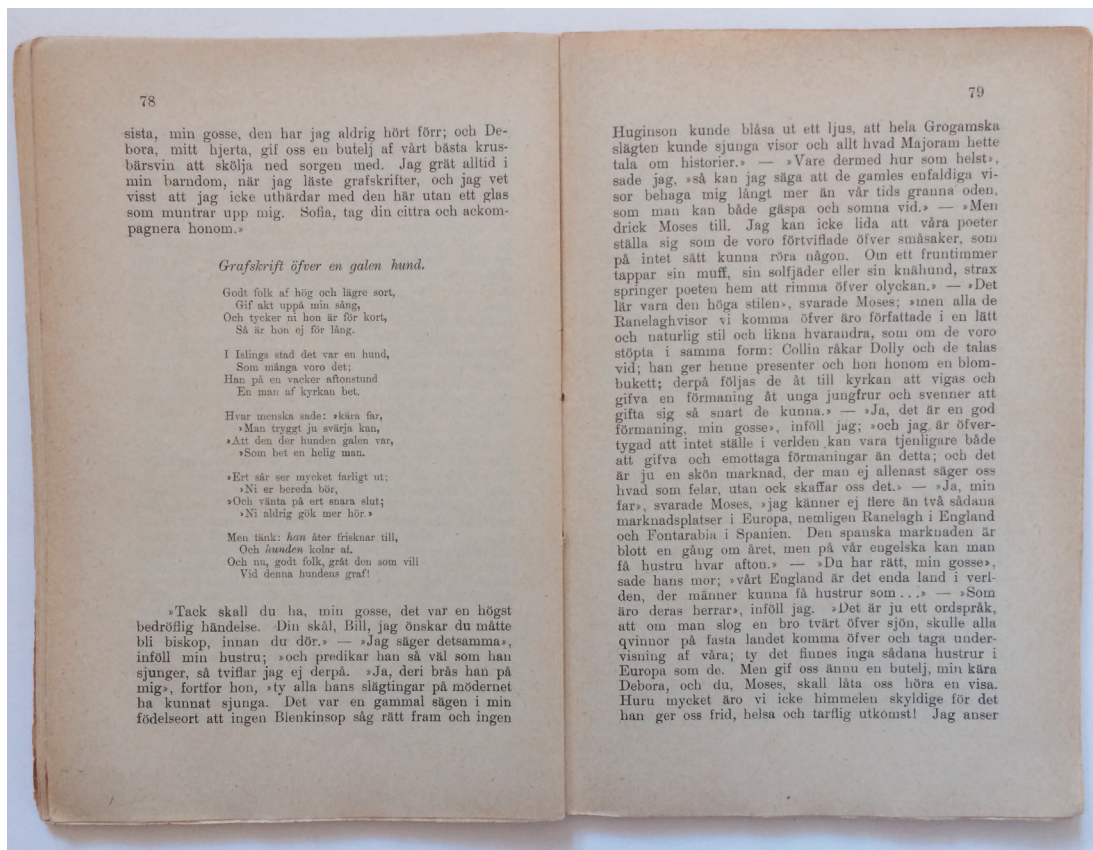 78
sista, min gosse, den har jag aldrig hört förr; och De-
bora, mitt hjerta, gif oss en butelj af vårt bästa krus-
bärsvin att skölja ned sorgen med. Jag grät alltid i
min barndom, när jag läste grafskrifter, och jag vet
visst att jag icke uthärdar med den här utan ett glas
som muntrar upp mig. Sofia, tag din cittra och ackom-
pagnera honom.»
Grafskrift öfver en galen hund.
Godt folk af hög och lägre sort,
Gif akt uppå min sång,
Och tycker ni hon är för kort,
Så är hon ej för lång.
I Islings stad det var en hund,
Som många voro det;
Han på en vacker aftonstund
En man af kyrkan bet.
Hvar menska sade: »kära far,
»Man tryggt ju svärja kan,
»Att den der hunden galen var,
»Som bet en helig man.
»Ert sår ser mycket farligt ut;
»Ni er bereda bör,
»Och vänta på ert snara slut;
»Ni aldrig gök mer hör.»
Men tänk: han åter frisknar till,
Och hunden kolar af.
Och nu, godt folk, gråt den som vill
Vid denna hundens graf!
»Tack skall du ha, min gosse, det var en högst
bedröflig händelse. Din skål, Bill, jag önskar du måtte
bli biskop, innan du dör.» — »Jag säger detsamma»,
inföll min hustru; »och predikar han så väl som han
sjunger, så tviflar jag ej derpå. »Ja, deri brås han på
mig», fortfor hon, »ty alla hans slägtingar på mödernet
ha kunnat sjunga. Det var en gammal sägen i min
födelseort att ingen Blenkinsop såg rätt fram och ingen
79
Huginson kunde blåsa ut ett ljus, att hela Grogamska
slägten kunde sjunga visor och allt hvad Majoram hette
tala om historier.» — »Vare dermed hur som helst»,
sade jag, »så kan jag säga att de gamles enfaldiga vi-
sor behaga mig långt mer än vår tids granna oden,
som man kan både gäspa och somna vid.» — »Men
drick Moses till. Jag kan icke lida att våra poeter
ställa sig som de voro förtviflade öfver småsaker, som
på intet sätt kunna röra någon. Om ett fruntimmer
tappar sin muff, sin solfjäder eller sin knähund, strax
springer poeten hem att rimma öfver olyckan.» — »Det
lär vara den höga stilen», svarade Moses; »men alla de
Ranelaghvisor vi komma öfver äro författade i en lätt
och naturlig stil och likna hvarandra, som om de voro
stöpta i samma form: Collin råkar Dolly och de talas
vid; han ger henne presenter och hon honom en blom-
bukett; derpå följas de åt till kyrkan att vigas och
gifva en förmaning åt unga jungfrur och svenner att
gifta sig så snart de kunna.» — »Ja, det är en god
förmaning, min gosse», inföll jag; »och jag är öfver-
tygad att intet ställe i verlden kan vara tjenligare både
att gifva och emottaga förmaningar än detta; och det
är ju en skön marknad, der man ej allenast säger oss
hvad som felar, utan ock skaffar oss det.» — »Ja, min
far», svarade Moses, »jag känner ej flere än två sådana
marknadsplatser i Europa, nemligen Ranelagh i England
och Fontarabia i Spanien. Den spanska marknaden är
blott en gång om året, men på vår engelska kan man
få hustru hvar afton.» — »Du har rätt, min gosse»,
sade hans mor; »vårt England är det enda land i verl-
den, der männer kunna få hustrur som ...» — »Som
äro deras herrar», inföll jag. »Det är ju ett ordspråk,
att om man slog en bro tvärt öfver sjön, skulle alla
qvinnor på fasta landet komma öfver och taga under-
visning af våra; ty det finnes inga sådana hustrur i
Europa som de. Men gif oss ännu en butelj, min kära
Debora, och du, Moses, skall låta oss höra en visa.
Huru mycket äro vi icke himmelen skyldige för det
han ger oss frid, helsa och tarflig utkomst! Jag anser